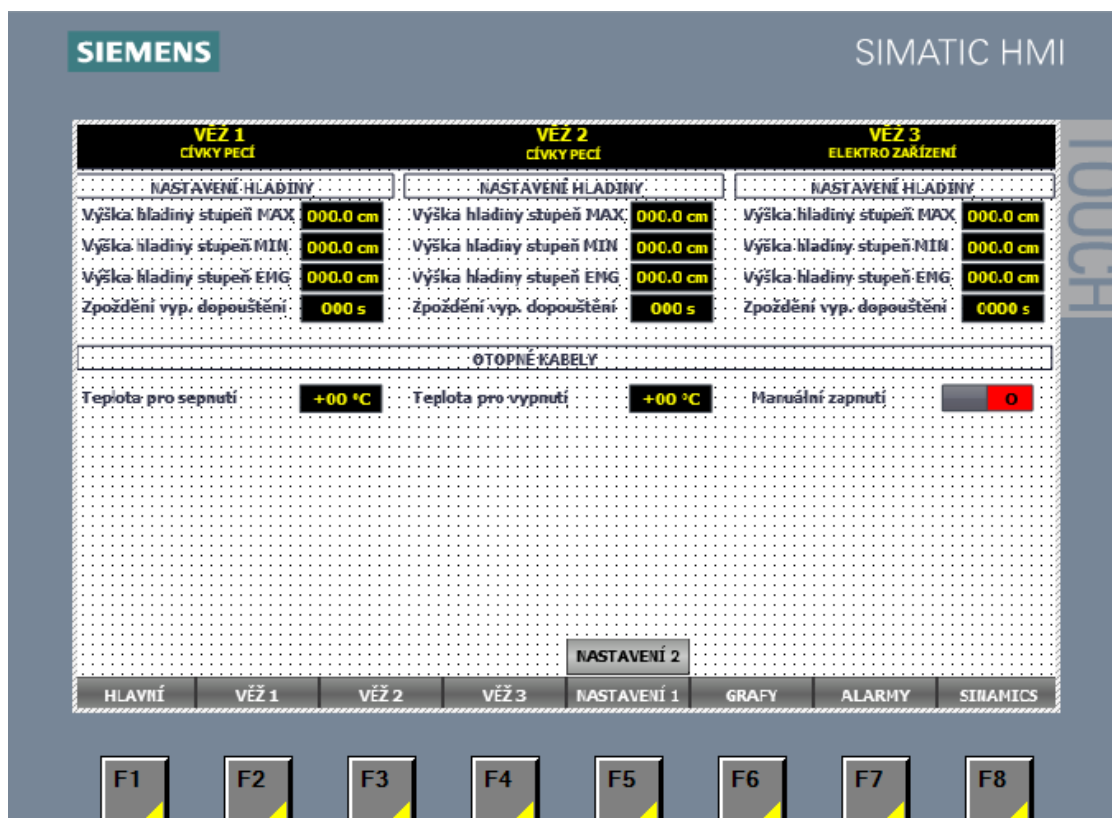 SIEMENS
SIMATIC HMI
TOUCH
VĚŽ 1
CÍVKY PECÍ
VĚŽ 2
CÍVKY PECÍ
VĚŽ 3
ELEKTRO ZAŘÍZENÍ
NASTAVENÍ HLADINY
NASTAVENÍ HLADINY
NASTAVENÍ HLADINY
Výška hladiny stupeň MAX 000.0 cm
Výška hladiny stupeň MAX 000.0 cm
Výška hladiny stupeň MAX 000.0 cm
Výška hladiny stupeň MIN 000.0 cm
Výška hladiny stupeň MIN 000.0 cm
Výška hladiny stupeň MIN 000.0 cm
Výška hladiny stupeň EMG 000.0 cm
Výška hladiny stupeň EMG 000.0 cm
Výška hladiny stupeň EMG 000.0 cm
Zpoždění vyp. dopouštění 000 s
Zpoždění vyp. dopouštění 000 s
Zpoždění vyp. dopouštění 0000 s
OTOPNÉ KABELY
Teplota pro sepnutí +00 °C
Teplota pro vypnutí +00 °C
Manuální zapnutí O
NASTAVENÍ 2
HLAVNÍ VĚŽ 1 VĚŽ 2 VĚŽ 3 NASTAVENÍ 1 GRAFY ALARMY SINAMICS
F1 F2 F3 F4 F5 F6 F7 F8